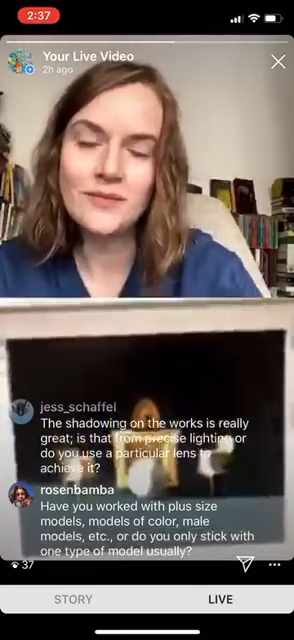 2:37
Your Live Video
2h ago
jess_schaffel
The shadowing on the works is really
great; is that from precise lighting or
do you use a particular lens to
achieve it?
rosenbamba
Have you worked with plus size
models, models of color, male
models, etc., or do you only stick with
one type of model usually?
37
STORY LIVE